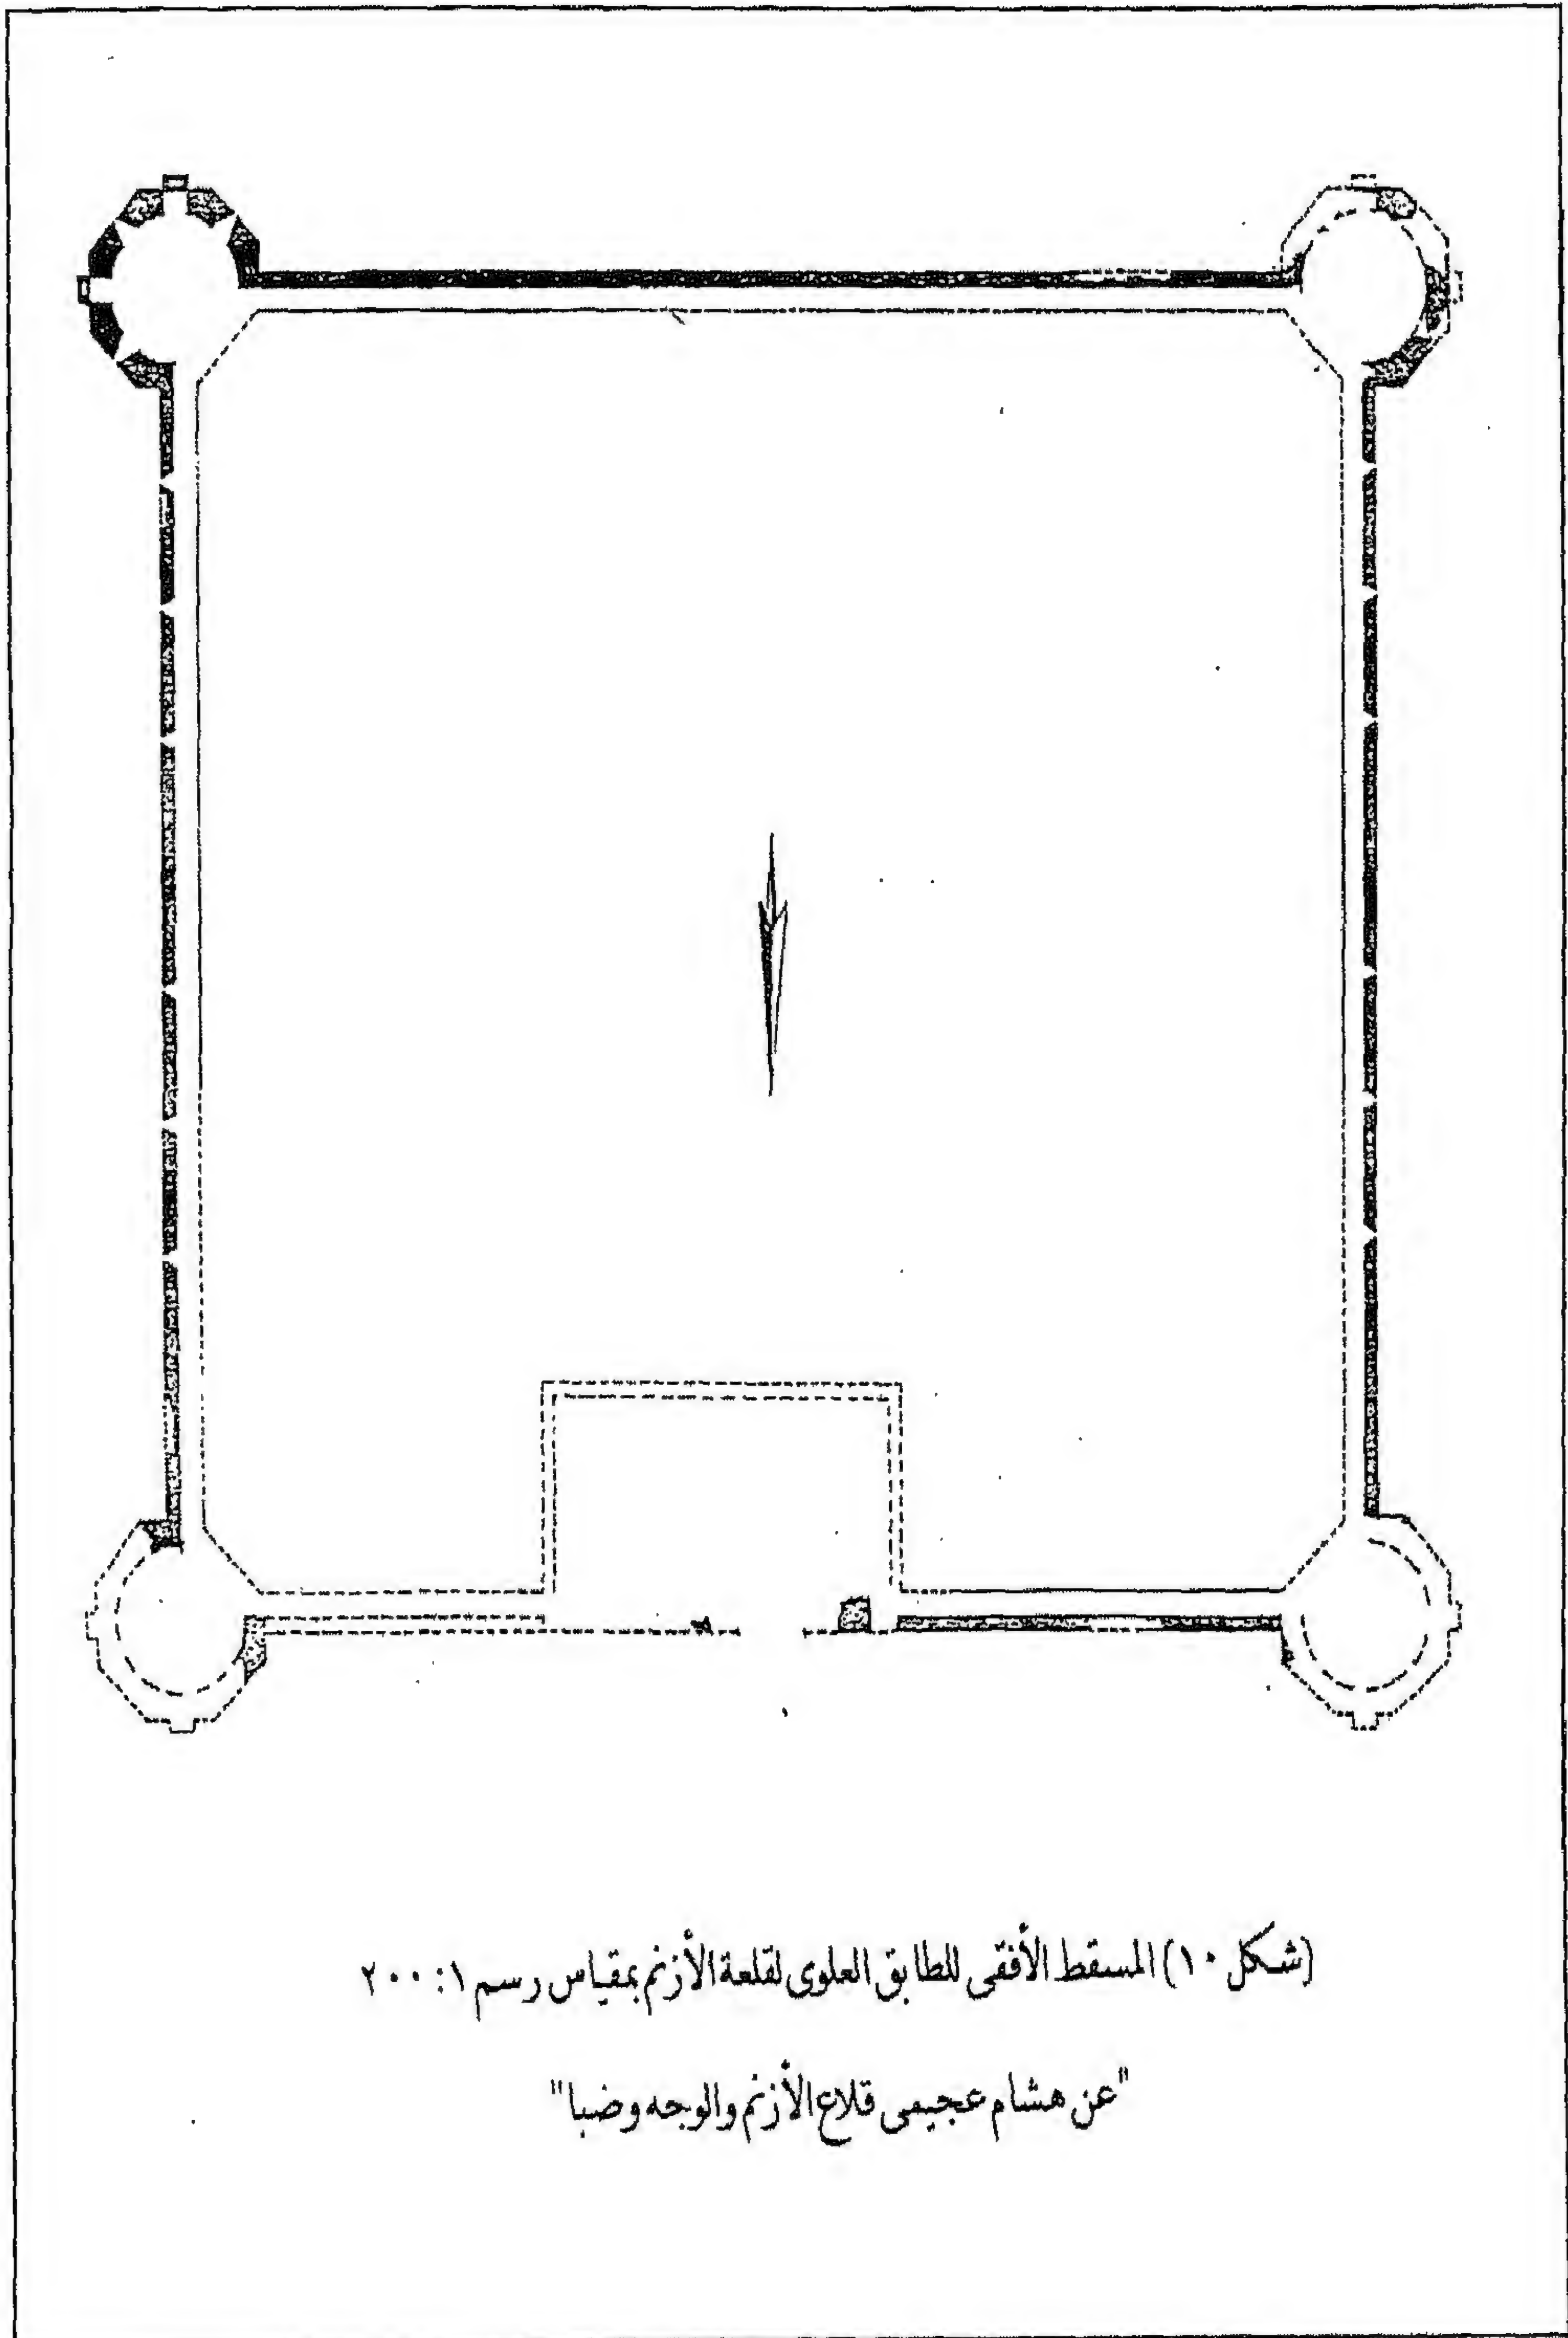 (شكل ١٠) المسقط الأفقى للطابق العلوى لقلعة الأزنم بمقياس رسم ١: ٢٠٠
"عن هشام عجيمى قلاع الأزنم والوجه وضبا"